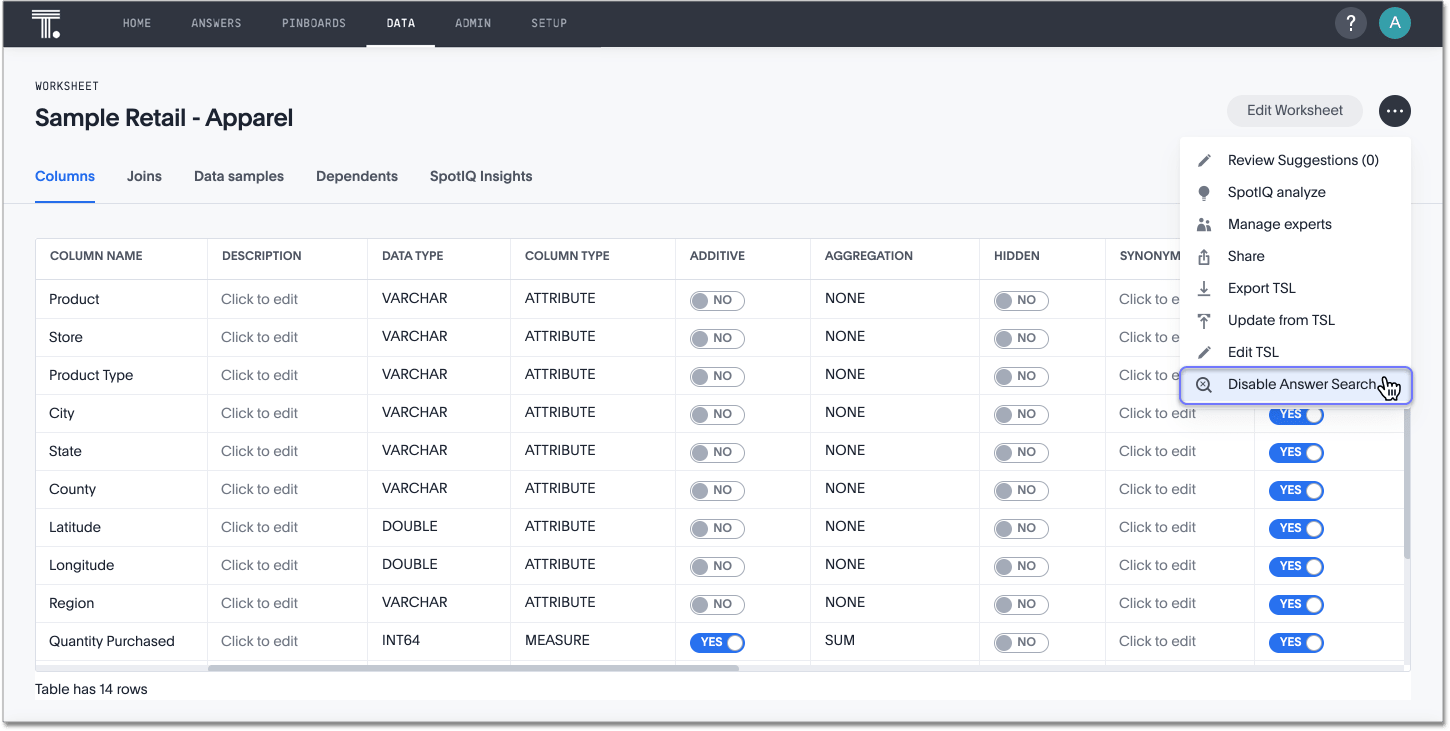 T.
HOME ANSWERS PINBOARDS DATA ADMIN SETUP ? A
WORKSHEET
Sample Retail - Apparel
Edit Worksheet
Columns Joins Data samples Dependents SpotIQ Insights
Review Suggestions (0)
SpotIQ analyze
Manage experts
Share
Export TSL
Update from TSL
Edit TSL
Disable Answer Search
COLUMN NAME DESCRIPTION DATA TYPE COLUMN TYPE ADDITIVE AGGREGATION HIDDEN SYNONYM
Product Click to edit VARCHAR ATTRIBUTE NO NONE NO Click to e
Store Click to edit VARCHAR ATTRIBUTE NO NONE NO Click to e
Product Type Click to edit VARCHAR ATTRIBUTE NO NONE NO Click to e
City Click to edit VARCHAR ATTRIBUTE NO NONE NO Click to edit YES
State Click to edit VARCHAR ATTRIBUTE NO NONE NO Click to edit YES
County Click to edit VARCHAR ATTRIBUTE NO NONE NO Click to edit YES
Latitude Click to edit DOUBLE ATTRIBUTE NO NONE NO Click to edit YES
Longitude Click to edit DOUBLE ATTRIBUTE NO NONE NO Click to edit YES
Region Click to edit VARCHAR ATTRIBUTE NO NONE NO Click to edit YES
Quantity Purchased Click to edit INT64 MEASURE YES SUM NO Click to edit YES
Table has 14 rows